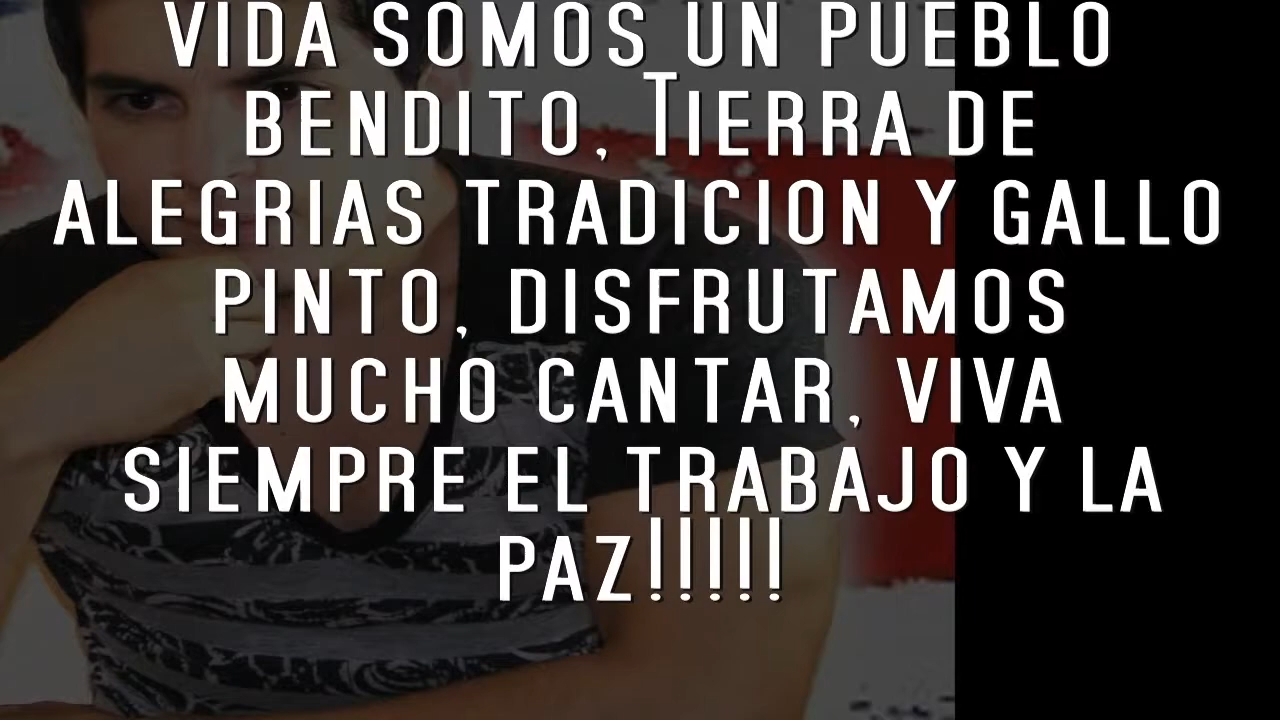 VIDA SOMOS UN PUEBLO
BENDITO, TIERRA DE
ALEGRIAS TRADICION Y GALLO
PINTO, DISFRUTAMOS
MUCHO CANTAR, VIVA
SIEMPRE EL TRABAJO Y LA
PAZ!!!!!